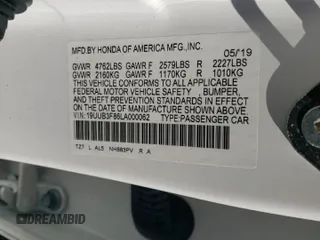 MFD.BY HONDA OF AMERICA MFG.,INC. 05/19
GVWR 4762LBS GAWR F 2579LBS R 2227LBS
GVWR 2160KG GAWR F 1170KG R 1010KG
THIS VEHICLE CONFORMS TO ALL APPLICABLE
FEDERAL MOTOR VEHICLE SAFETY, BUMPER,
AND THEFT PREVENTION STANDARDS IN EFFECT
ON THE DATE OF MANUFACTURE SHOWN ABOVE.
V.I.N.:19UUB3F86LA000062 TYPE:PASSENGER CAR
R A
DREAMBID